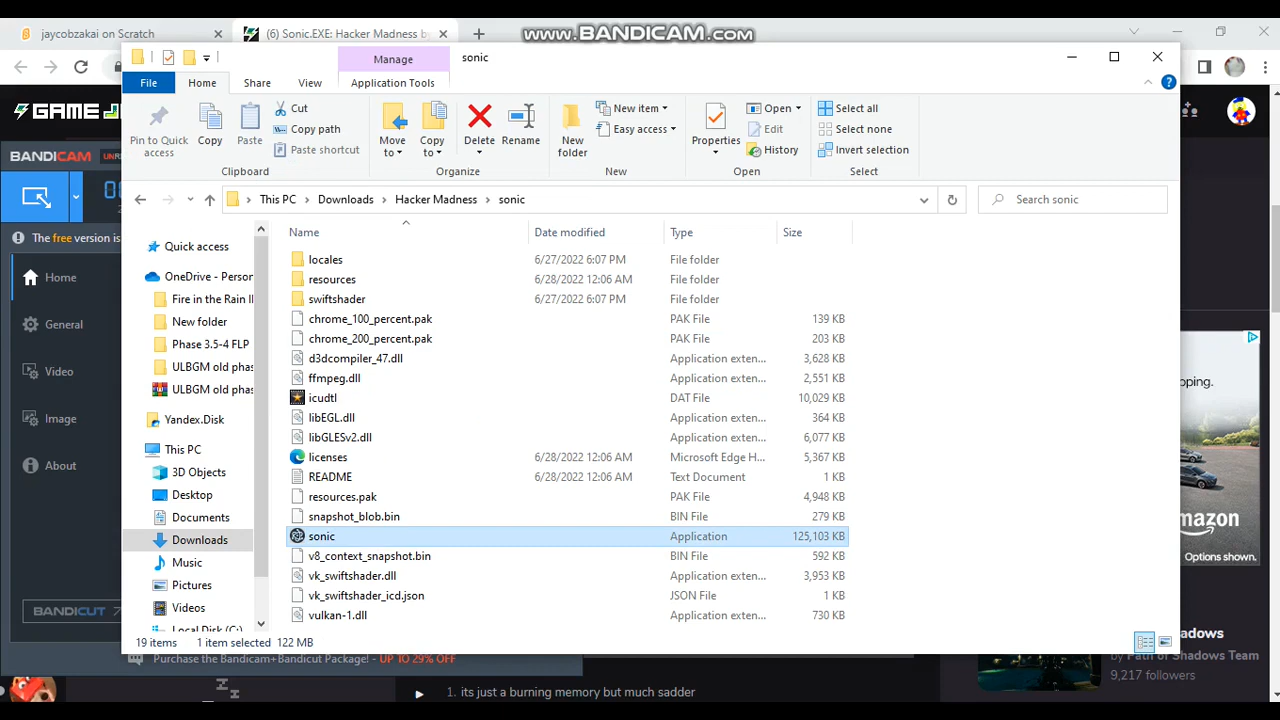 jaycobzakai on Scratch
(6) Sonic.EXE: Hacker Madness by
www.BANDICAM.com
Manage
sonic
File
Home
Share
View
Application Tools
Pin to Quick access
Copy
Paste
Cut
Copy path
Paste shortcut
Clipboard
Move to
Copy to
Delete
Rename
Organize
New folder
New item
Easy access
New
Properties
Open
Edit
History
Open
Select all
Select none
Invert selection
Select
GAME J
BANDICAM UNR
The free version is
Home
General
Video
Image
About
BANDICUT
This PC > Downloads > Hacker Madness > sonic
Search sonic
Name Date modified Type Size
Quick access
OneDrive - Person
Fire in the Rain I
New folder
Phase 3.5-4 FLP
ULBGM old phas
ULBGM old phas
Yandex.Disk
This PC
3D Objects
Desktop
Documents
Downloads
Music
Pictures
Videos
Local Disk (C:)
locales 6/27/2022 6:07 PM File folder
resources 6/28/2022 12:06 AM File folder
swiftshader 6/27/2022 6:07 PM File folder
chrome_100_percent.pak PAK File 139 KB
chrome_200_percent.pak PAK File 203 KB
d3dcompiler_47.dll Application exten... 3,628 KB
ffmpeg.dll Application exten... 2,551 KB
icudtl DAT File 10,029 KB
libEGL.dll Application exten... 364 KB
libGLESv2.dll Application exten... 6,077 KB
licenses 6/28/2022 12:06 AM Microsoft Edge H... 5,367 KB
README 6/28/2022 12:06 AM Text Document 1 KB
resources.pak PAK File 4,948 KB
snapshot_blob.bin BIN File 279 KB
sonic Application 125,103 KB
v8_context_snapshot.bin BIN File 592 KB
vk_swiftshader.dll Application exten... 3,953 KB
vk_swiftshader_icd.json JSON File 1 KB
vulkan-1.dll Application exten... 730 KB
19 items 1 item selected 122 MB
Purchase the Bandicam+Bandicut Package! - UP TO 29% OFF
1. its just a burning memory but much sadder
pping.
mazon
Options shown.
adows
by Path of Shadows Team
9,217 followers